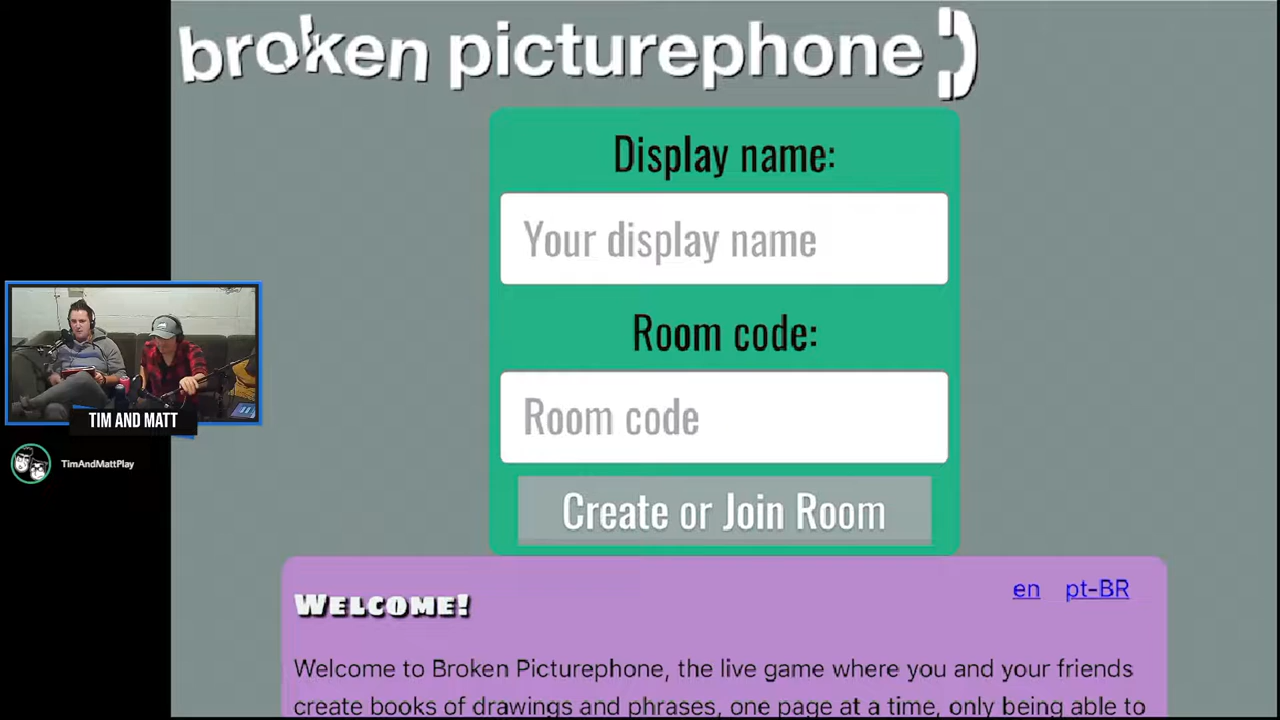 broken picturephone
Display name:
Your display name
Room code:
Room code
Create or Join Room
TIM AND MATT
TimAndMattPlay
en pt-BR
WELCOME!
Welcome to Broken Picturephone, the live game where you and your friends
create books of drawings and phrases, one page at a time, only being able to